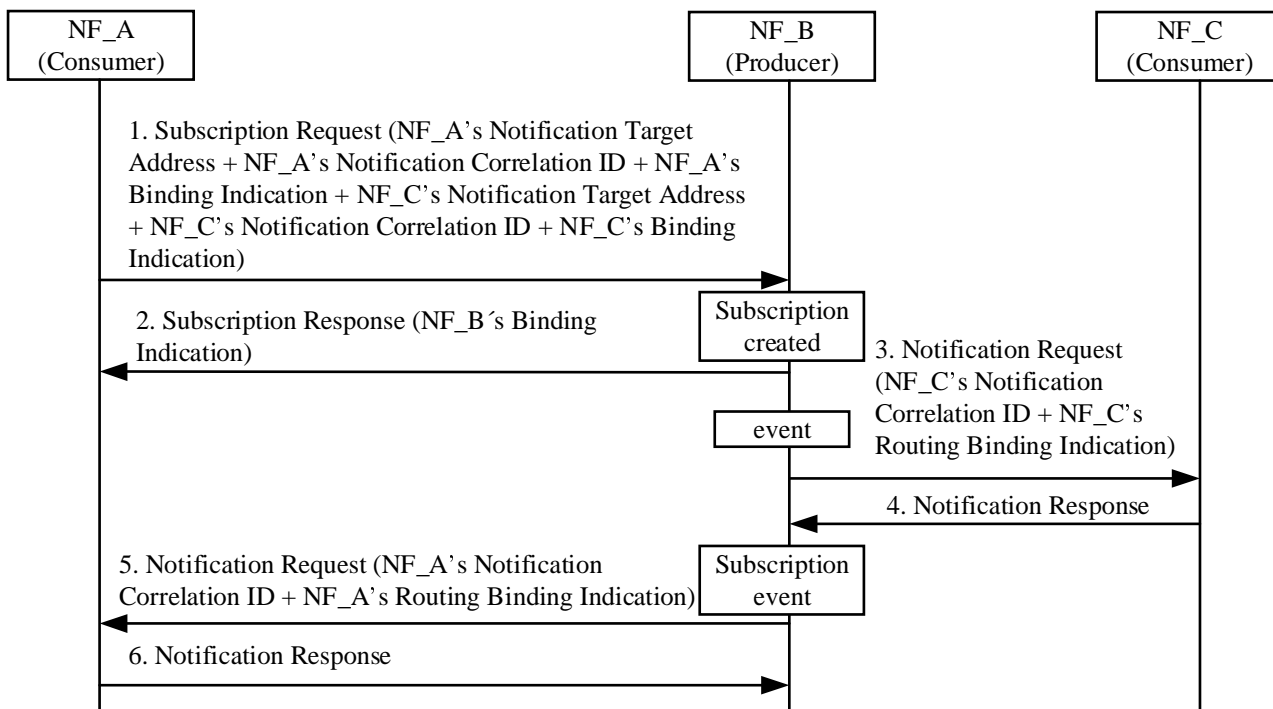 NF_A
(Consumer)
NF_B
(Producer)
NF_C
(Consumer)
1. Subscription Request (NF_A’s Notification Target
Address + NF_A’s Notification Correlation ID + NF_A’s
Binding Indication + NF_C’s Notification Target Address
+ NF_C’s Notification Correlation ID + NF_C’s Binding
Indication)
Subscription
created
2. Subscription Response (NF_B´s Binding
Indication)
3. Notification Request
(NF_C’s Notification
Correlation ID + NF_C’s
Routing Binding Indication)
event
4. Notification Response
5. Notification Request (NF_A’s Notification
Correlation ID + NF_A’s Routing Binding Indication)
Subscription
event
6. Notification Response